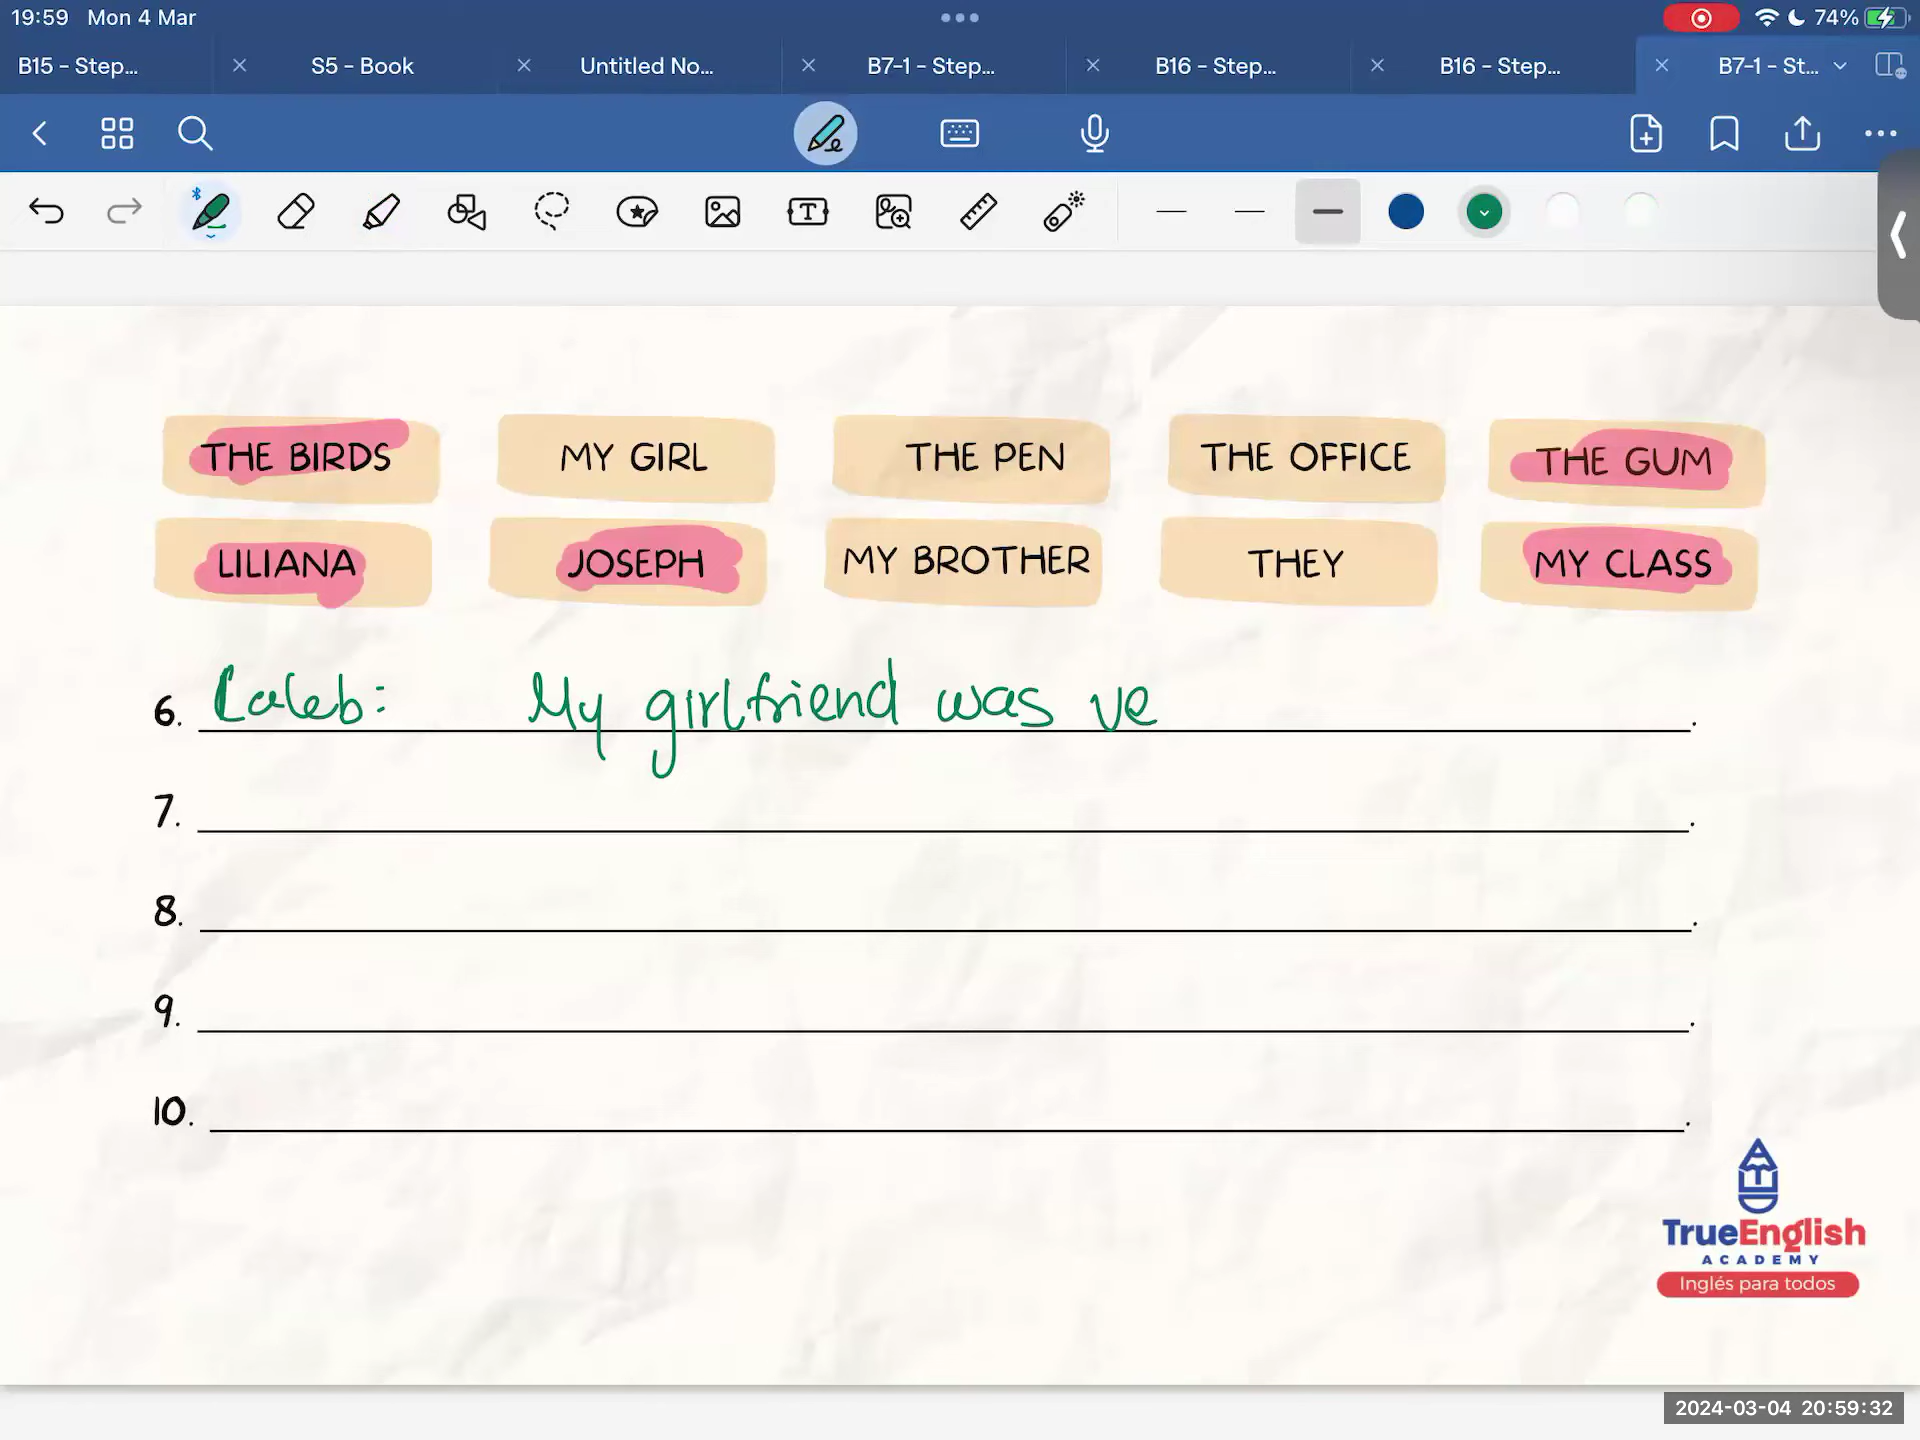 19:59 Mon 4 Mar 74%
B15 - Step... S5 - Book Untitled No... B7-1 - Step... B16 - Step... B16 - Step... B7-1 - St...
THE BIRDS MY GIRL THE PEN THE OFFICE THE GUM
LILIANA JOSEPH MY BROTHER THEY MY CLASS
6. Caleb: My girlfriend was ve .
7. .
8. .
9. .
10. .
TrueEnglish
ACADEMY
Inglés para todos
2024-03-04 20:59:32